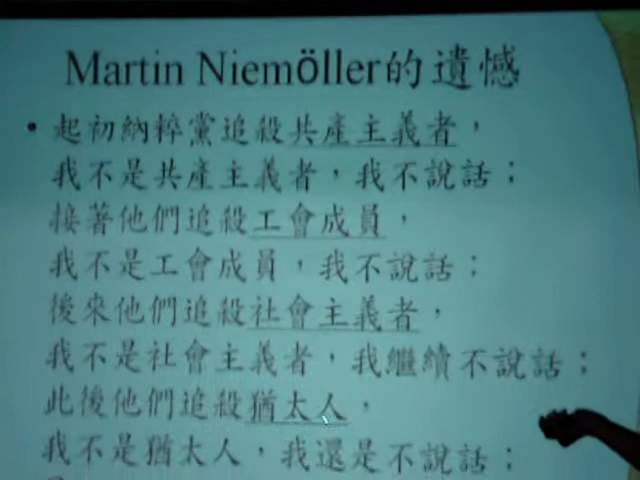 Martin Niemöller的遺憾
• 起初納粹黨追殺共產主義者，
我不是共產主義者，我不說話；
接著他們追殺工會成員，
我不是工會成員，我不說話；
後來他們追殺社會主義者，
我不是社會主義者，我繼續不說話；
此後他們追殺猶太人，
我不是猶太人，我還是不說話；